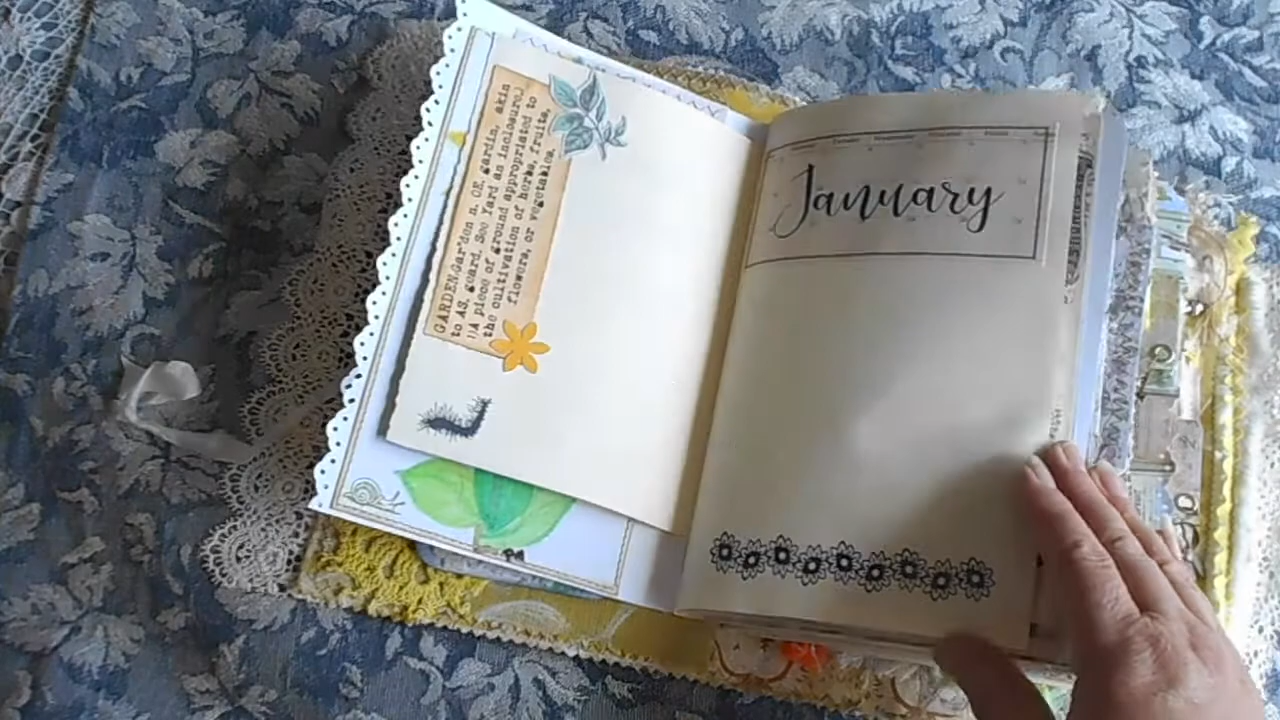 GARDEN.Gar'den n. OE. gardin, akin
to AS. geard. See Yard an inclosure)
1)A piece of ground appropriated to
the cultivation of herbs, fruits,
flowers, or vegetables.
January